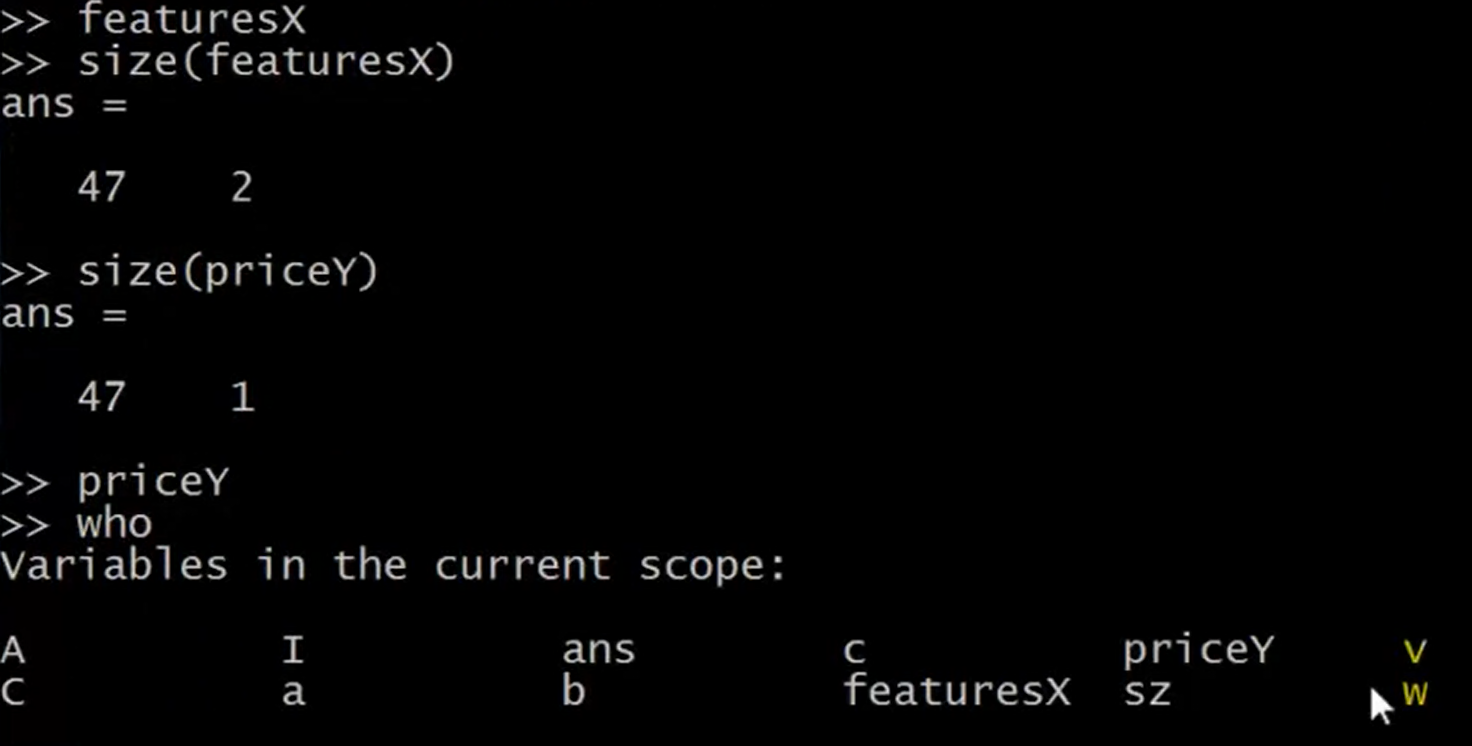 >> featuresX
>> size(featuresX)
ans =
47 2
>> size(priceY)
ans =
47 1
>> priceY
>> who
Variables in the current scope:
A I ans c priceY v
C a b featuresX sz w